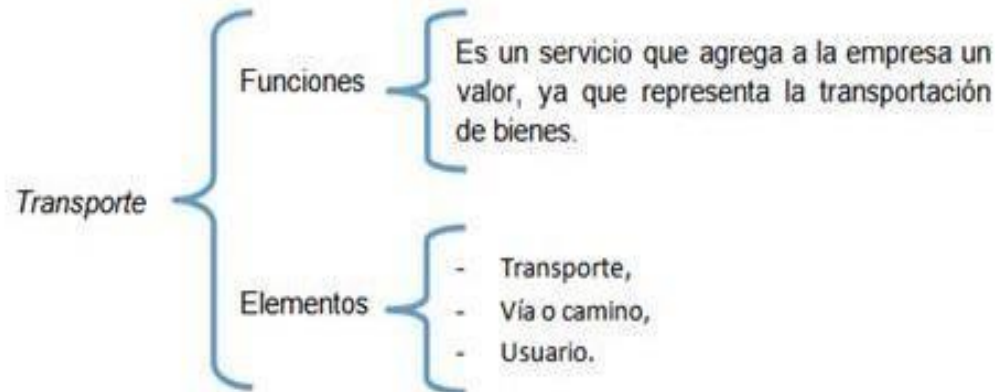 Transporte
Funciones
Es un servicio que agrega a la empresa un
valor, ya que representa la transportación
de bienes.
Elementos
- Transporte,
- Vía o camino,
- Usuario.